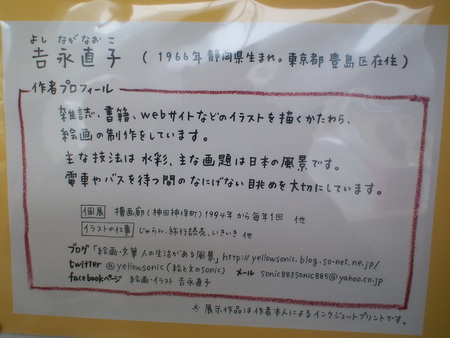 よし なが なお こ
吉永直子 (1966年静岡県生まれ。東京都豊島区在住)
作者プロフィール
雑誌、書籍、webサイトなどのイラストを描くかたわら、
絵画の制作をしています。
主な技法は水彩、主な画題は日本の風景です。
電車やバスを待つ間のなにげない眺めを大切にしています。
個展 檜画廊(神田神保町)1994年から毎年1回 他
イラストの仕事 じゃらん、旅行読売、いきいき 他
ブログ「絵画・文筆 人の生活がある風景」http://yellowsonic.blog.so-net.ne.jp/
twitter @yellowsonic(絵と文のsonic) メール sonic883sonic885@yahoo.co.jp
facebookページ 絵画・イラスト 吉永直子
※展示作品は作者本人によるインクジェットプリントです。